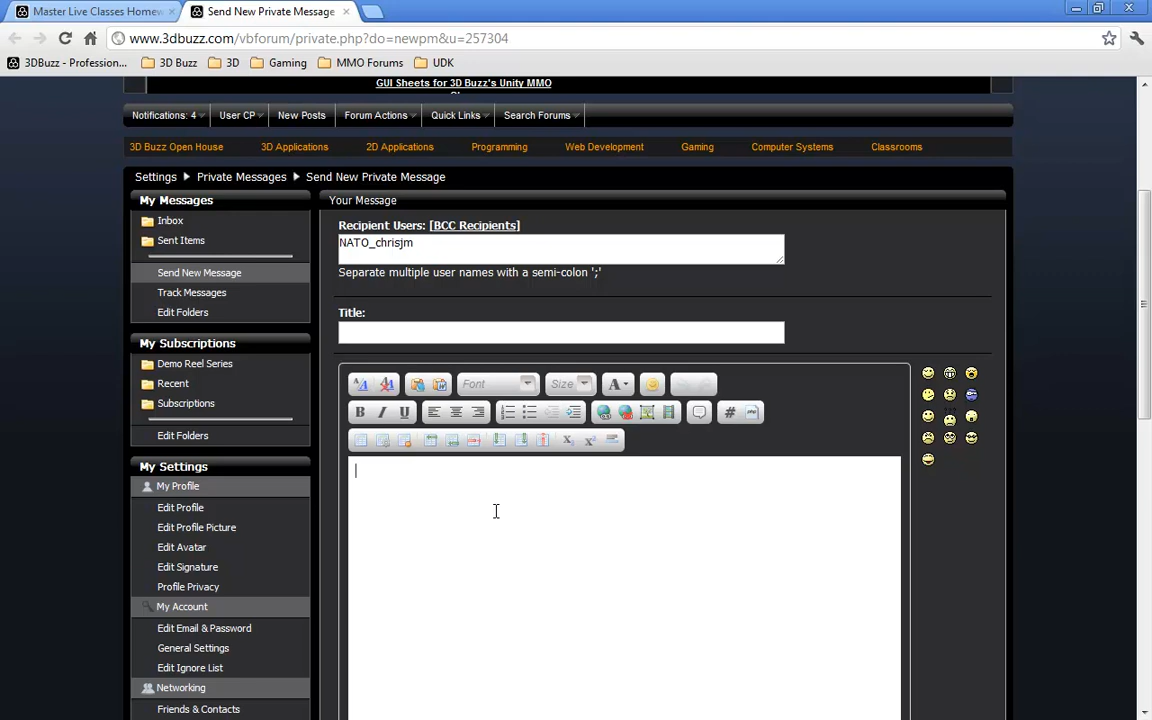 Master Live Classes Homew
Send New Private Message
www.3dbuzz.com/vbforum/private.php?do=newpm&u=257304
3DBuzz - Profession...
3D Buzz
3D
Gaming
MMO Forums
UDK
GUI Sheets for 3D Buzz's Unity MMO
Notifications: 4
User CP
New Posts
Forum Actions
Quick Links
Search Forums
3D Buzz Open House
3D Applications
2D Applications
Programming
Web Development
Gaming
Computer Systems
Classrooms
Settings
Private Messages
Send New Private Message
My Messages
Inbox
Sent Items
Send New Message
Track Messages
Edit Folders
My Subscriptions
Demo Reel Series
Recent
Subscriptions
Edit Folders
My Settings
My Profile
Edit Profile
Edit Profile Picture
Edit Avatar
Edit Signature
Profile Privacy
My Account
Edit Email & Password
General Settings
Edit Ignore List
Networking
Friends & Contacts
Your Message
Recipient Users: [BCC Recipients]
NATO_chrisjm
Separate multiple user names with a semi-colon ';'
Title:
Font
Size
A
B I U
#